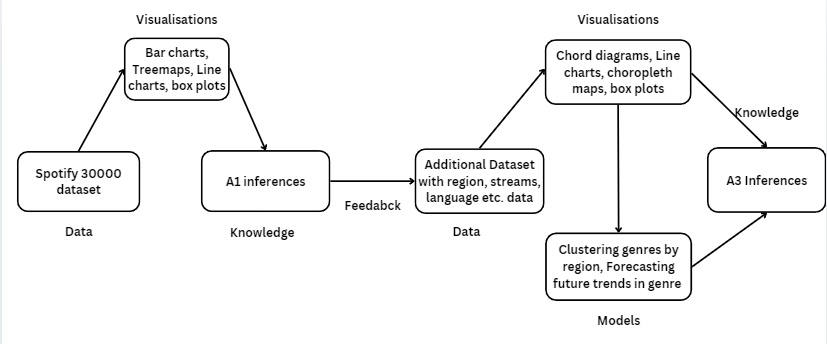 Visualisations
Bar charts,
Treemaps, Line
charts, box plots
Spotify 30000
dataset
Data
A1 inferences
Knowledge
Feedabck
Additional Dataset
with region, streams,
language etc. data
Data
Visualisations
Chord diagrams, Line
charts, choropleth
maps, box plots
Knowledge
Clustering genres by
region, Forecasting
future trends in genre
Models
A3 Inferences